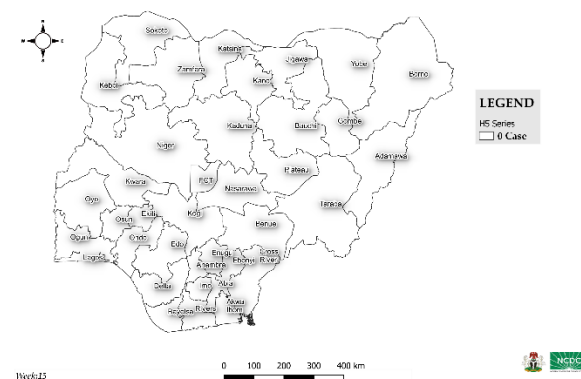 Sokoto
Katsina
Jigawa
Yobe
Borno
Zamfara
Kano
Kebbi
LEGEND
H5 Series
0 Case
Kaduna
Bauchi
Gombe
Adamawa
Niger
Plateau
FCT
Nasarawa
Kwara
Taraba
Oyo
Kogi
Benue
Osun
Ekiti
Ondo
Edo
Ogun
Lagos
Enugu
Anambra
Ebonyi
Cross
River
Delta
Imo
Abia
Bayelsa
Rivers
Akwa
Ibom
Week:15
0 100 200 300 400 km
NCDC